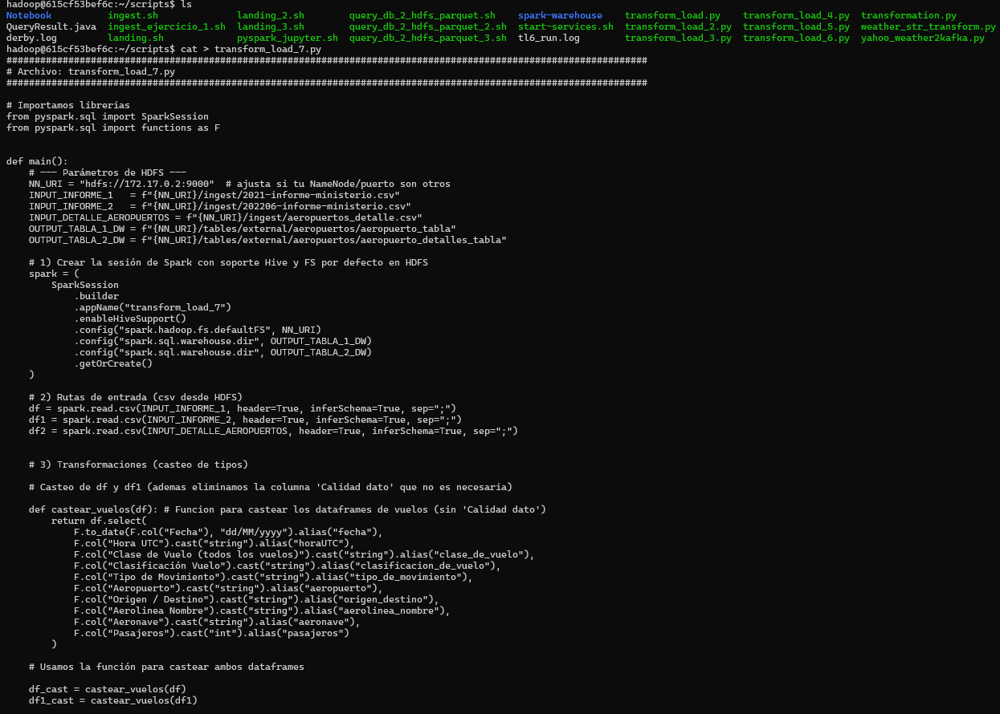 hadoop@615cf53bef6c:~/scripts$ ls
Notebook ingest.sh landing_2.sh query_db_2_hdfs_parquet.sh spark-warehouse transform_load.py transform_load_4.py transformation.py
QueryResult.java ingest_ejercicio_1.sh landing_3.sh query_db_2_hdfs_parquet_2.sh start-services.sh transform_load_2.py transform_load_5.py weather_str_transform.py
derby.log landing.sh pyspark_jupyter.sh query_db_2_hdfs_parquet_3.sh tl6_run.log transform_load_3.py transform_load_6.py yahoo_weather2kafka.py
hadoop@615cf53bef6c:~/scripts$ cat > transform_load_7.py
##################################################################################################################
# Archivo: transform_load_7.py
##################################################################################################################

# Importamos librerias
from pyspark.sql import SparkSession
from pyspark.sql import functions as F


def main():
    # --- Parámetros de HDFS ---
    NN_URI = "hdfs://172.17.0.2:9000"  # ajusta si tu NameNode/puerto son otros
    INPUT_INFORME_1   = f"{NN_URI}/ingest/2021-informe-ministerio.csv"
    INPUT_INFORME_2   = f"{NN_URI}/ingest/202206-informe-ministerio.csv"
    INPUT_DETALLE_AEROPUERTOS = f"{NN_URI}/ingest/aeropuertos_detalle.csv"
    OUTPUT_TABLA_1_DW = f"{NN_URI}/tables/external/aeropuertos/aeropuerto_tabla"
    OUTPUT_TABLA_2_DW = f"{NN_URI}/tables/external/aeropuertos/aeropuerto_detalles_tabla"

    # 1) Crear la sesión de Spark con soporte Hive y FS por defecto en HDFS
    spark = (
        SparkSession
            .builder
            .appName("transform_load_7")
            .enableHiveSupport()
            .config("spark.hadoop.fs.defaultFS", NN_URI)
            .config("spark.sql.warehouse.dir", OUTPUT_TABLA_1_DW)
            .config("spark.sql.warehouse.dir", OUTPUT_TABLA_2_DW)
            .getOrCreate()
    )

    # 2) Rutas de entrada (csv desde HDFS)
    df = spark.read.csv(INPUT_INFORME_1, header=True, inferSchema=True, sep=";")
    df1 = spark.read.csv(INPUT_INFORME_2, header=True, inferSchema=True, sep=";")
    df2 = spark.read.csv(INPUT_DETALLE_AEROPUERTOS, header=True, inferSchema=True, sep=";")


    # 3) Transformaciones (casteo de tipos)

    # Casteo de df y df1 (ademas eliminamos la columna 'Calidad dato' que no es necesaria)

    def castear_vuelos(df): # Funcion para castear los dataframes de vuelos (sin 'Calidad dato')
        return df.select(
            F.to_date(F.col("Fecha"), "dd/MM/yyyy").alias("fecha"),
            F.col("Hora UTC").cast("string").alias("horaUTC"),
            F.col("Clase de Vuelo (todos los vuelos)").cast("string").alias("clase_de_vuelo"),
            F.col("Clasificación Vuelo").cast("string").alias("clasificacion_de_vuelo"),
            F.col("Tipo de Movimiento").cast("string").alias("tipo_de_movimiento"),
            F.col("Aeropuerto").cast("string").alias("aeropuerto"),
            F.col("Origen / Destino").cast("string").alias("origen_destino"),
            F.col("Aerolinea Nombre").cast("string").alias("aerolinea_nombre"),
            F.col("Aeronave").cast("string").alias("aeronave"),
            F.col("Pasajeros").cast("int").alias("pasajeros")
        )

    # Usamos la función para castear ambos dataframes

    df_cast = castear_vuelos(df)
    df1_cast = castear_vuelos(df1)